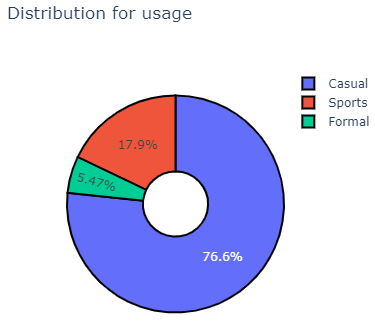 Distribution for usage
Casual
Sports
Formal
17.9%
5.47%
76.6%